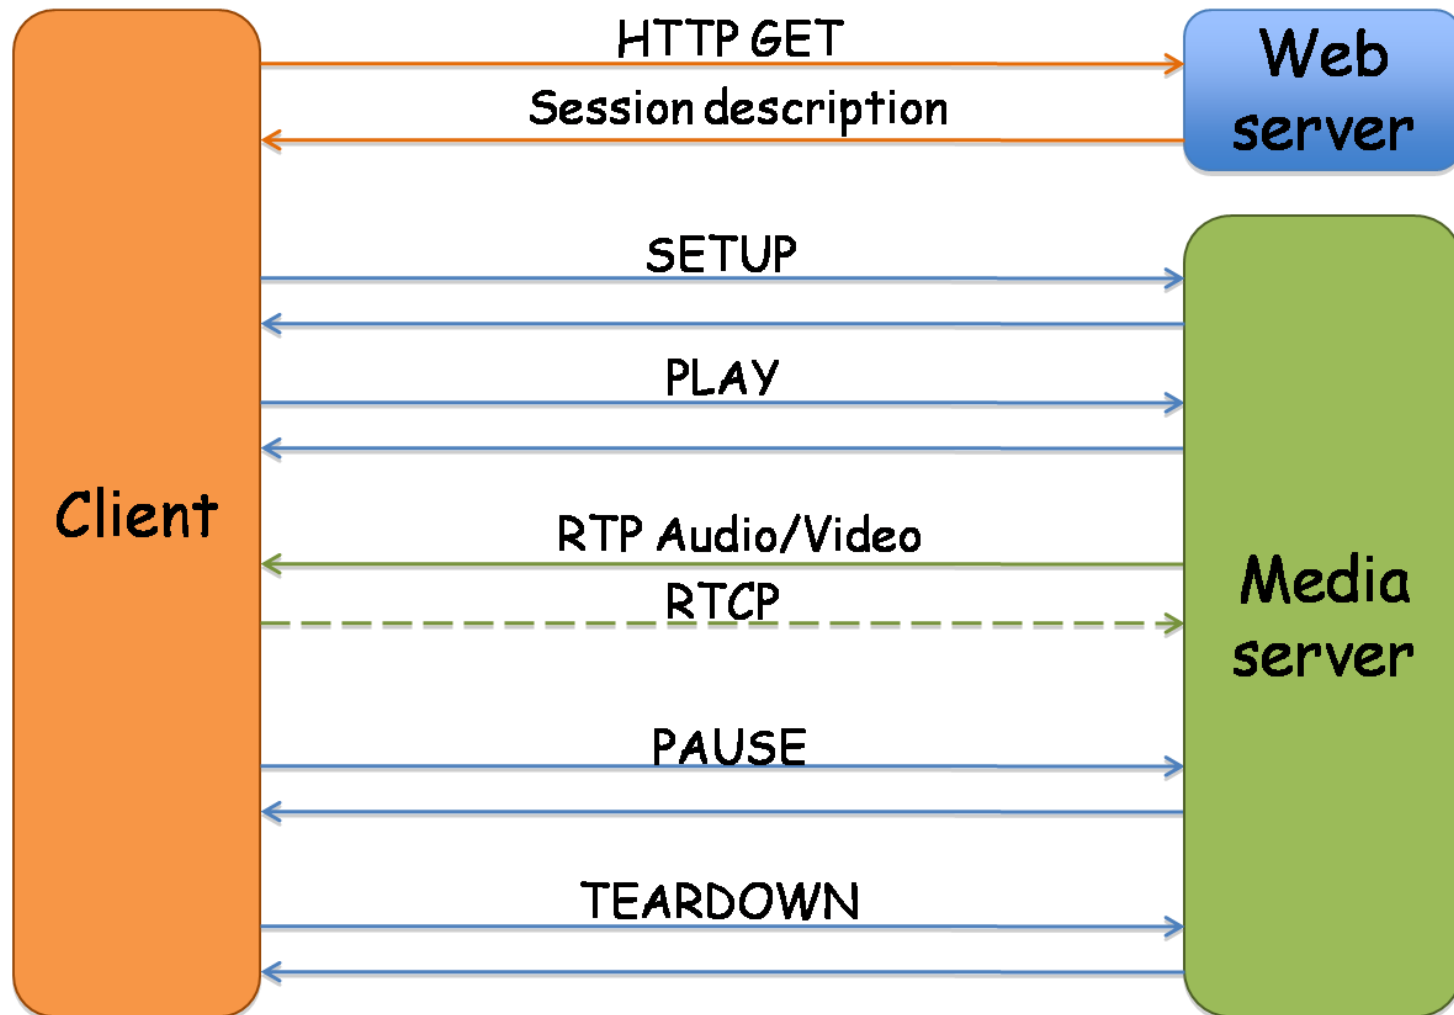 HTTP GET
Web
server
Session description
SETUP
PLAY
Client
RTP Audio/Video
RTCP
Media
server
PAUSE
TEARDOWN